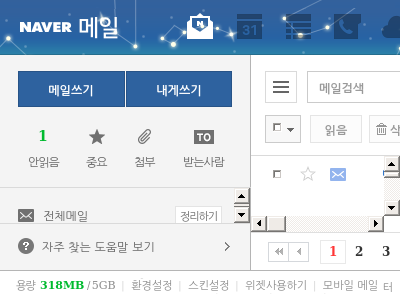 NAVER 메일
31
메일쓰기 내게쓰기
메일검색
1
TO
안읽음 중요 첨부 받는사람
읽음 삭
전체메일 정리하기
? 자주 찾는 도움말 보기
1 2 3
용량 318MB / 5GB 환경설정 스킨설정 위젯사용하기 모바일 메일 터